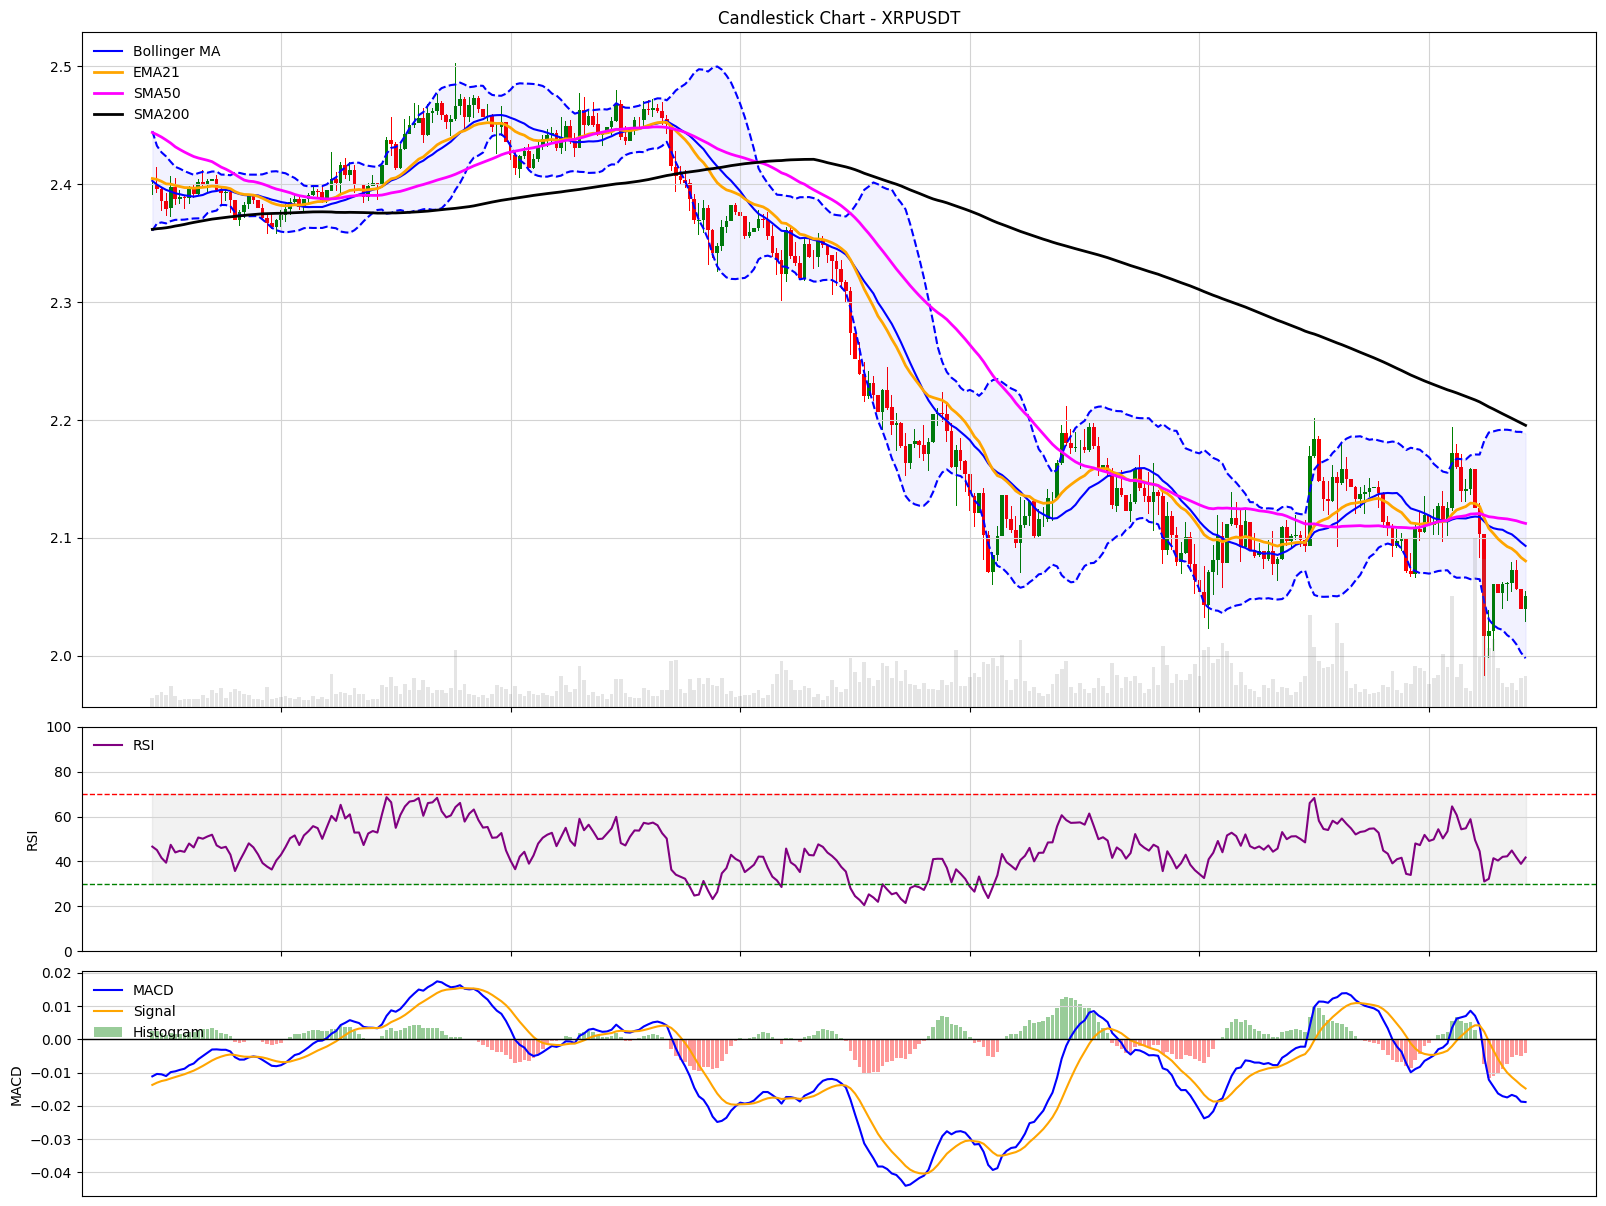 Candlestick Chart - XRPUSDT
Bollinger MA
EMA21
SMA50
SMA200
2.5
2.4
2.3
2.2
2.1
2.0
RSI
RSI
100
80
60
40
20
0
MACD
Signal
Histogram
MACD
0.02
0.01
0.00
−0.01
−0.02
−0.03
−0.04